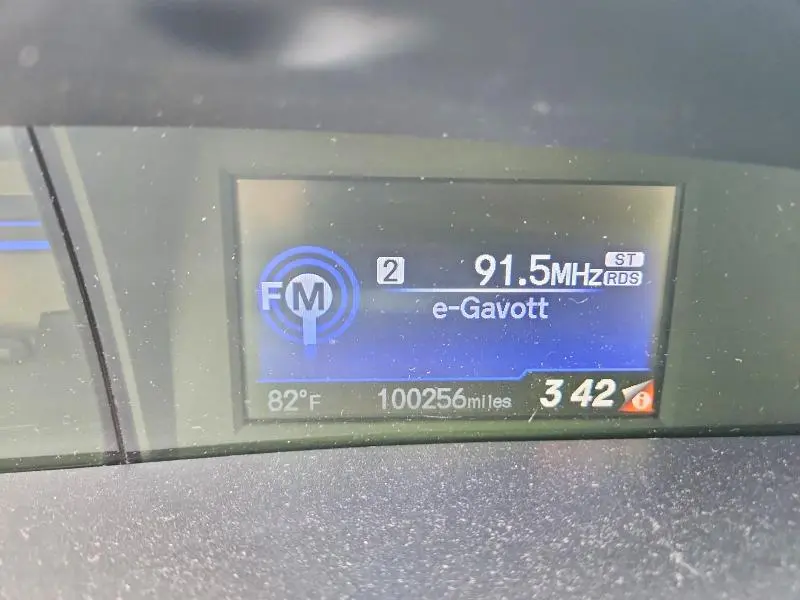 FM 2 91.5MHz ST
RDS
e-Gavott
82°F 100256miles 3 42 i